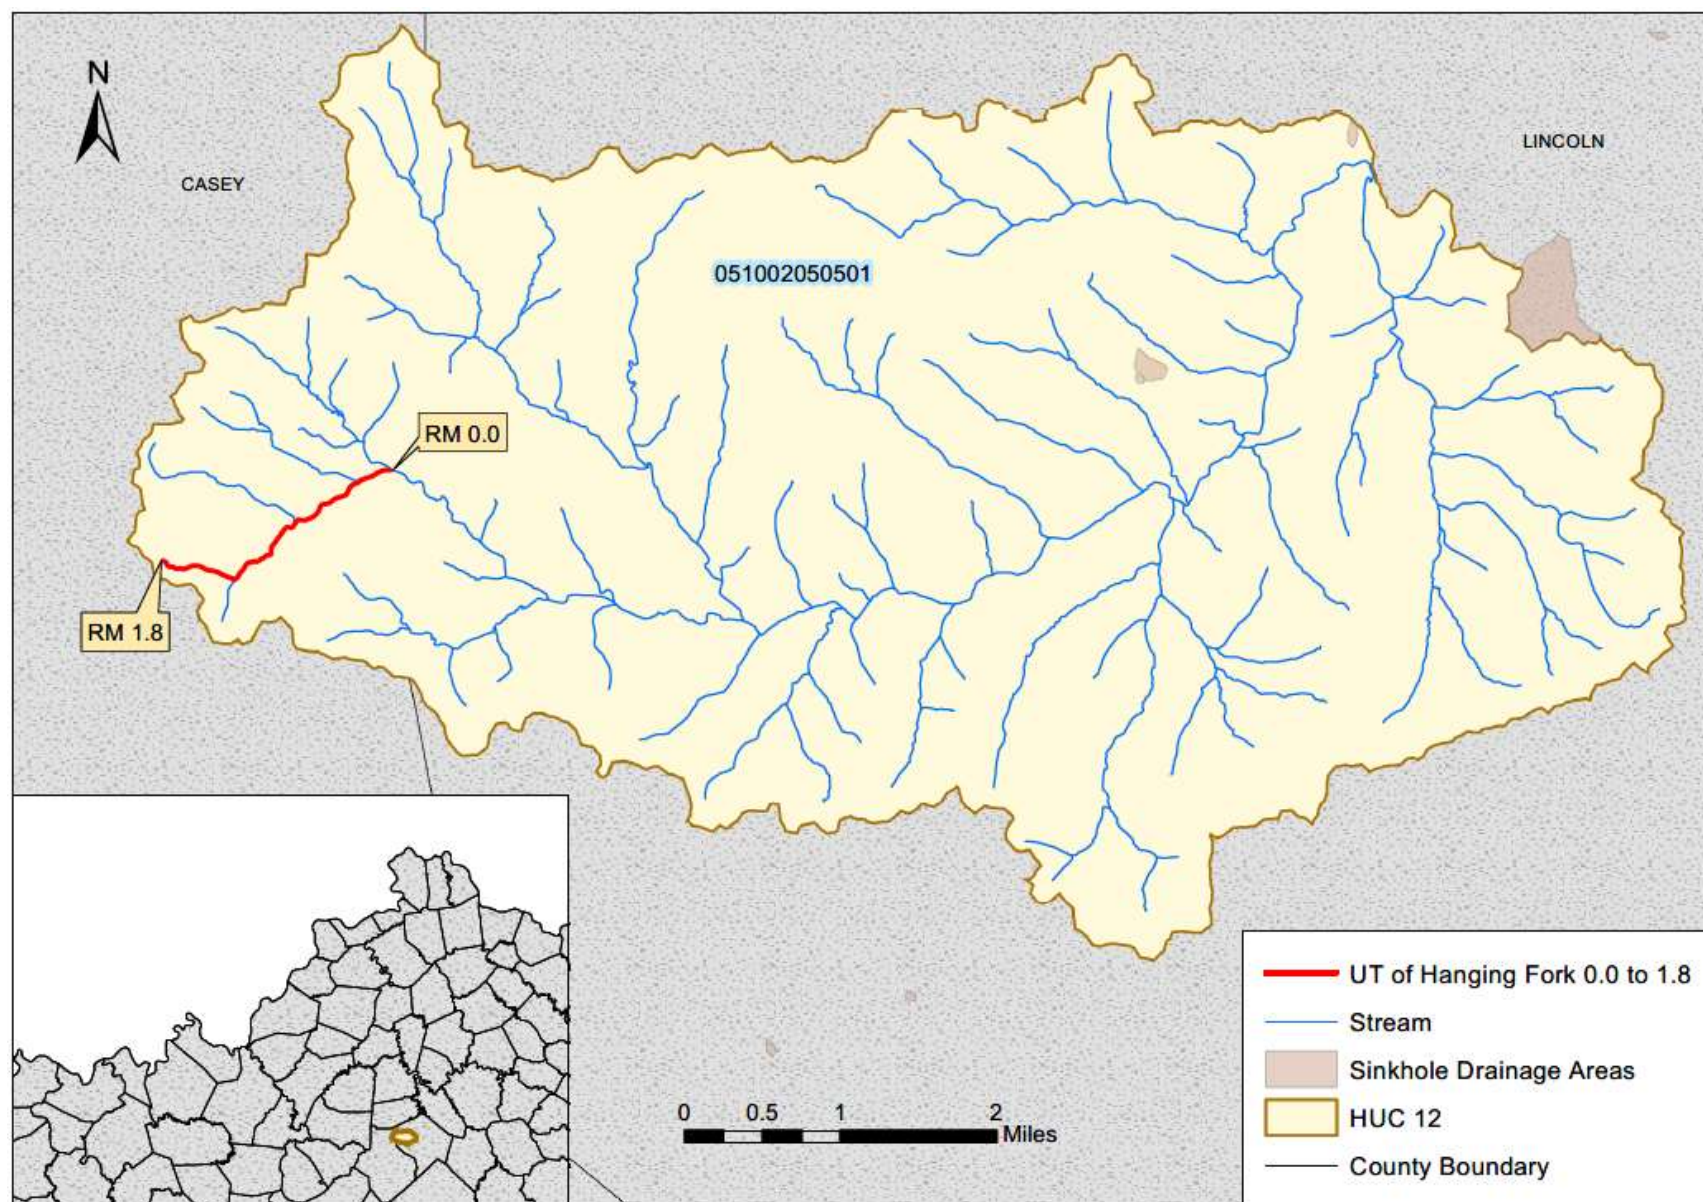 N
CASEY
LINCOLN
051002050501
RM 0.0
RM 1.8
0 0.5 1 2
Miles
UT of Hanging Fork 0.0 to 1.8
Stream
Sinkhole Drainage Areas
HUC 12
County Boundary